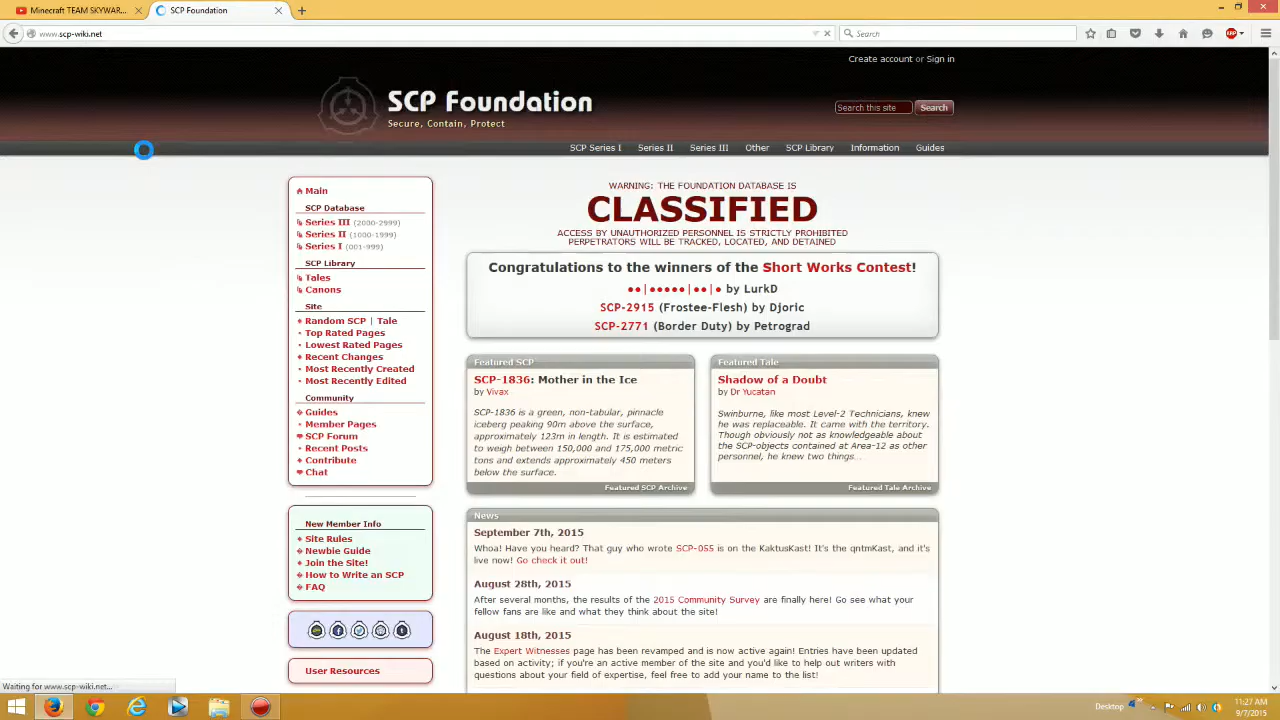 Minecraft TEAM SKYWAR...
SCP Foundation
www.scp-wiki.net
Search
Create account or Sign in
SCP Foundation
Secure, Contain, Protect
Search this site
Search
SCP Series I
Series II
Series III
Other
SCP Library
Information
Guides
Main
SCP Database
Series III (2000-2999)
Series II (1000-1999)
Series I (001-999)
SCP Library
Tales
Canons
Site
Random SCP | Tale
Top Rated Pages
Lowest Rated Pages
Recent Changes
Most Recently Created
Most Recently Edited
Community
Guides
Member Pages
SCP Forum
Recent Posts
Contribute
Chat
New Member Info
Site Rules
Newbie Guide
Join the Site!
How to Write an SCP
FAQ
User Resources
WARNING: THE FOUNDATION DATABASE IS
CLASSIFIED
ACCESS BY UNAUTHORIZED PERSONNEL IS STRICTLY PROHIBITED
PERPETRATORS WILL BE TRACKED, LOCATED, AND DETAINED
Congratulations to the winners of the Short Works Contest!
●●|●●●●●|●●|● by LurkD
SCP-2915 (Frostee-Flesh) by Djoric
SCP-2771 (Border Duty) by Petrograd
Featured SCP
SCP-1836: Mother in the Ice
by Vivax
SCP-1836 is a green, non-tabular, pinnacle
iceberg peaking 90m above the surface,
approximately 123m in length. It is estimated
to weigh between 150,000 and 175,000 metric
tons and extends approximately 450 meters
below the surface.
Featured SCP Archive
Featured Tale
Shadow of a Doubt
by Dr Yucatan
Swinburne, like most Level-2 Technicians, knew
he was replaceable. It came with the territory.
Though obviously not as knowledgeable about
the SCP-objects contained at Area-12 as other
personnel, he knew two things...
Featured Tale Archive
News
September 7th, 2015
Whoa! Have you heard? That guy who wrote SCP-055 is on the KaktusKast! It's the qntmKast, and it's
live now! Go check it out!
August 28th, 2015
After several months, the results of the 2015 Community Survey are finally here! Go see what your
fellow fans are like and what they think about the site!
August 18th, 2015
The Expert Witnesses page has been revamped and is now active again! Entries have been updated
based on activity; if you're an active member of the site and you'd like to help out writers with
questions about your field of expertise, feel free to add your name to the list!
Waiting for www.scp-wiki.net...
Desktop
11:27 AM
9/7/2015